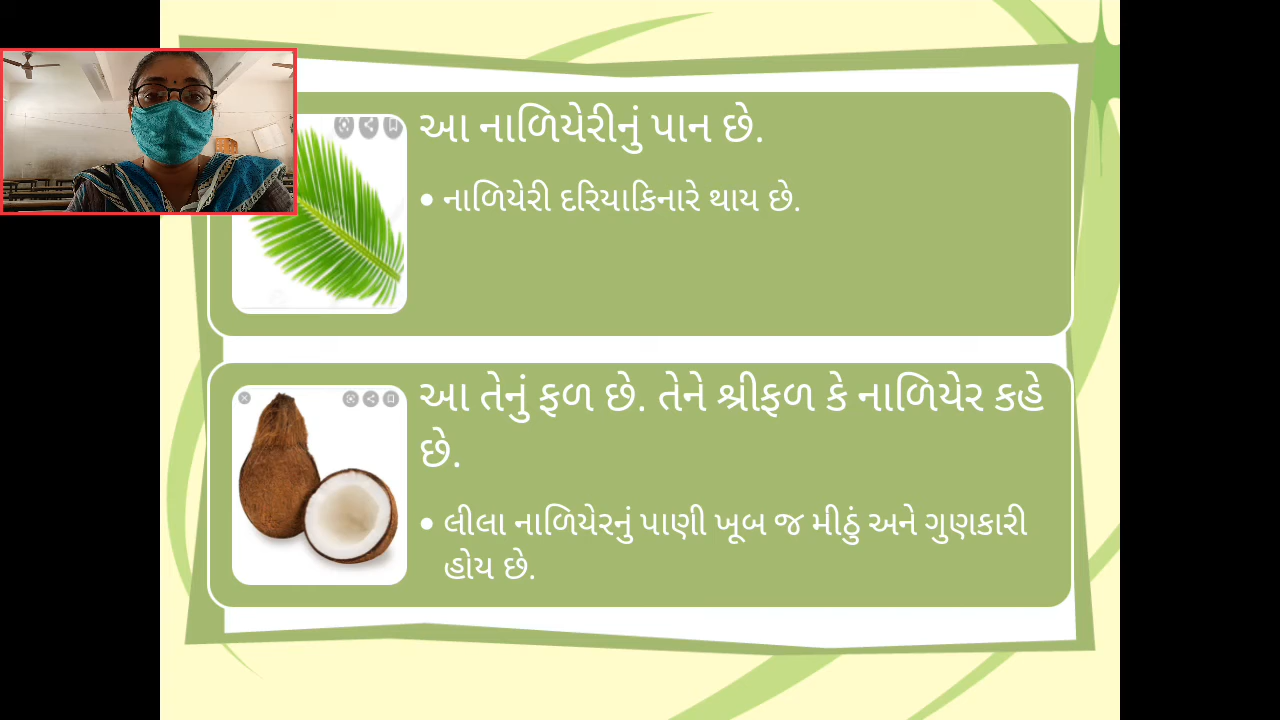 આ નાળિયેરીનું પાન છે.
• નાળિયેરી દરિયાકિનારે થાય છે.
આ તેનું ફળ છે. તેને શ્રીફળ કે નાળિયેર કહે
છે.
• લીલા નાળિયેરનું પાણી ખૂબ જ મીઠું અને ગુણકારી
હોય છે.